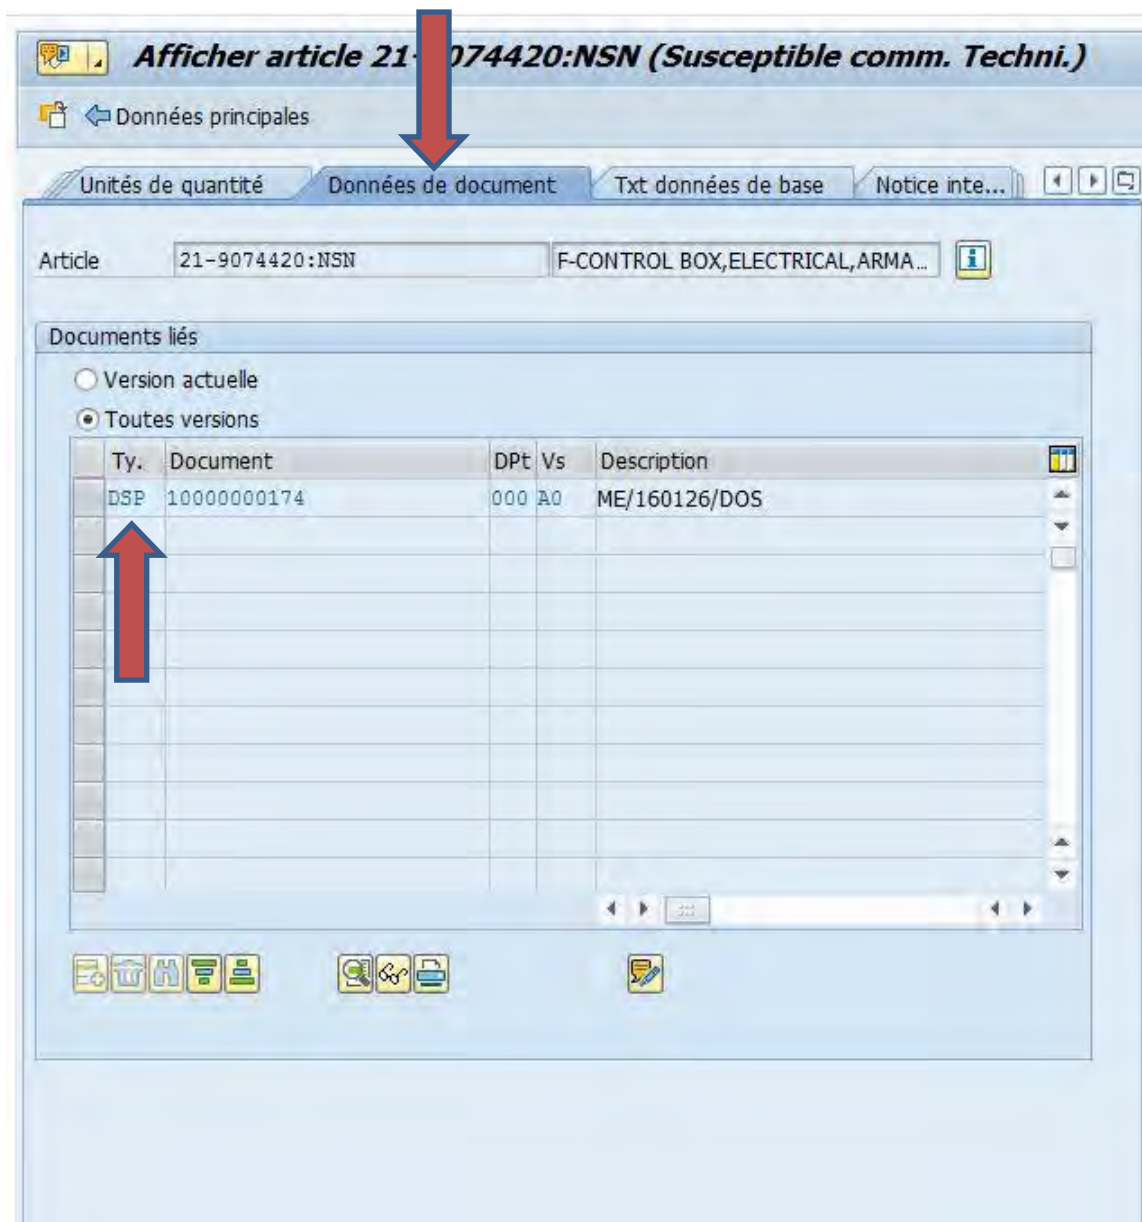 Afficher article 21-9074420:NSN (Susceptible comm. Techni.)
Données principales
Unités de quantité Données de document Txt données de base Notice inte...
Article 21-9074420:NSN F-CONTROL BOX,ELECTRICAL,ARMA...
Documents liés
Version actuelle
Toutes versions
Ty. Document DPt Vs Description
DSP 10000000174 000 A0 ME/160126/DOS